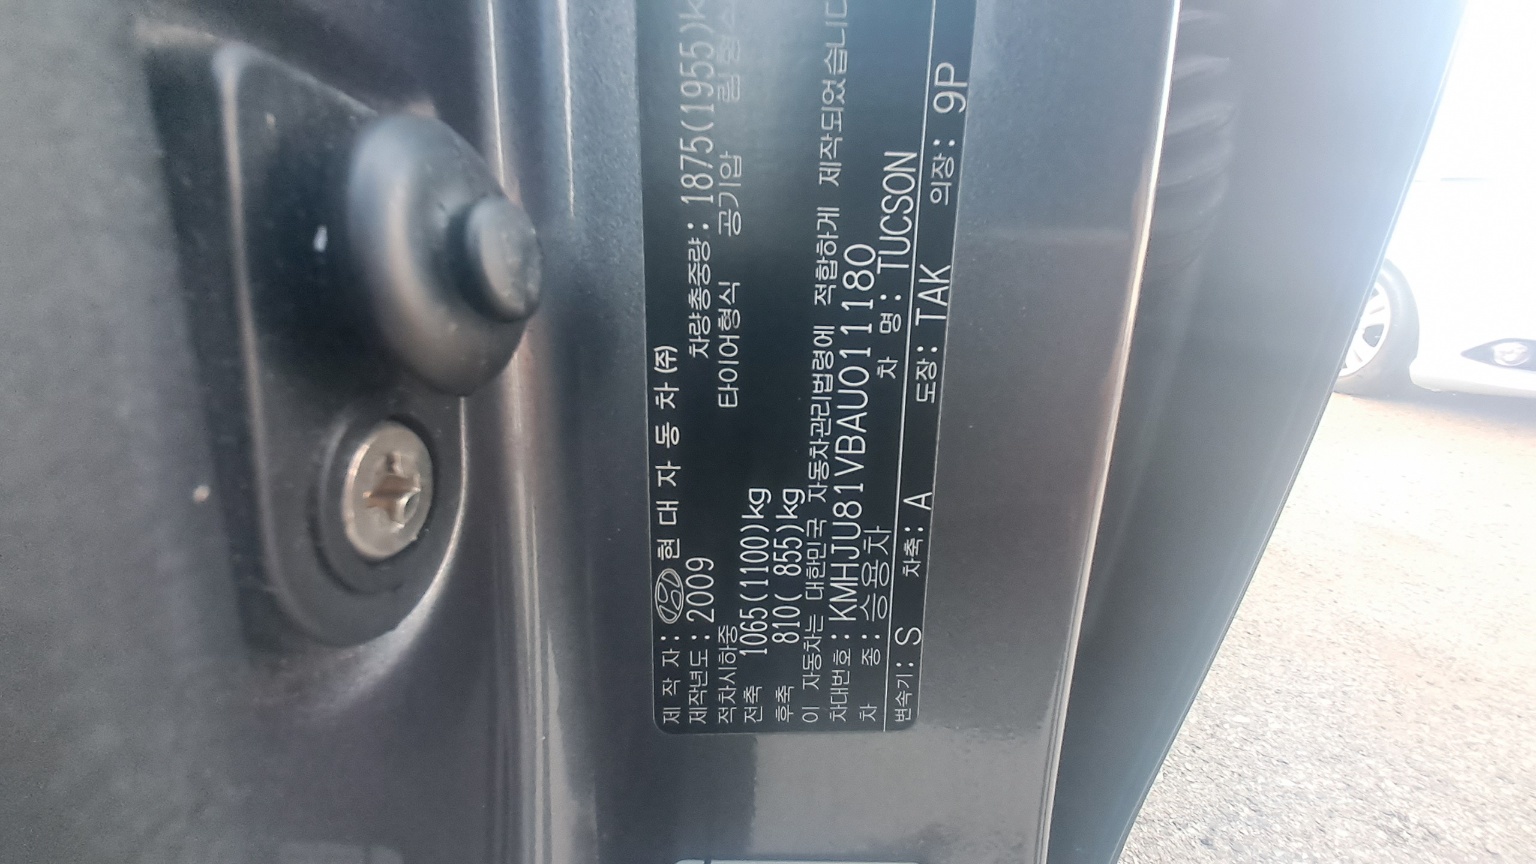 제 작 자 : 현 대 자 동 차 (주)
제작년도 : 2009 차량총중량 : 1875(1955)k
적차시하중 타이어형식 공기압
전축 1065(1100)kg
후축 810( 855)kg
이 자동차는 대한민국 자동차관리법령에 적합하게 제작되었습니다
차대번호 : KMHJU81VBAU011180
차 종 : 승용차 차 명 : TUCSON
변속기 : S 차축 : A 도장 : TAK 의장 : 9P